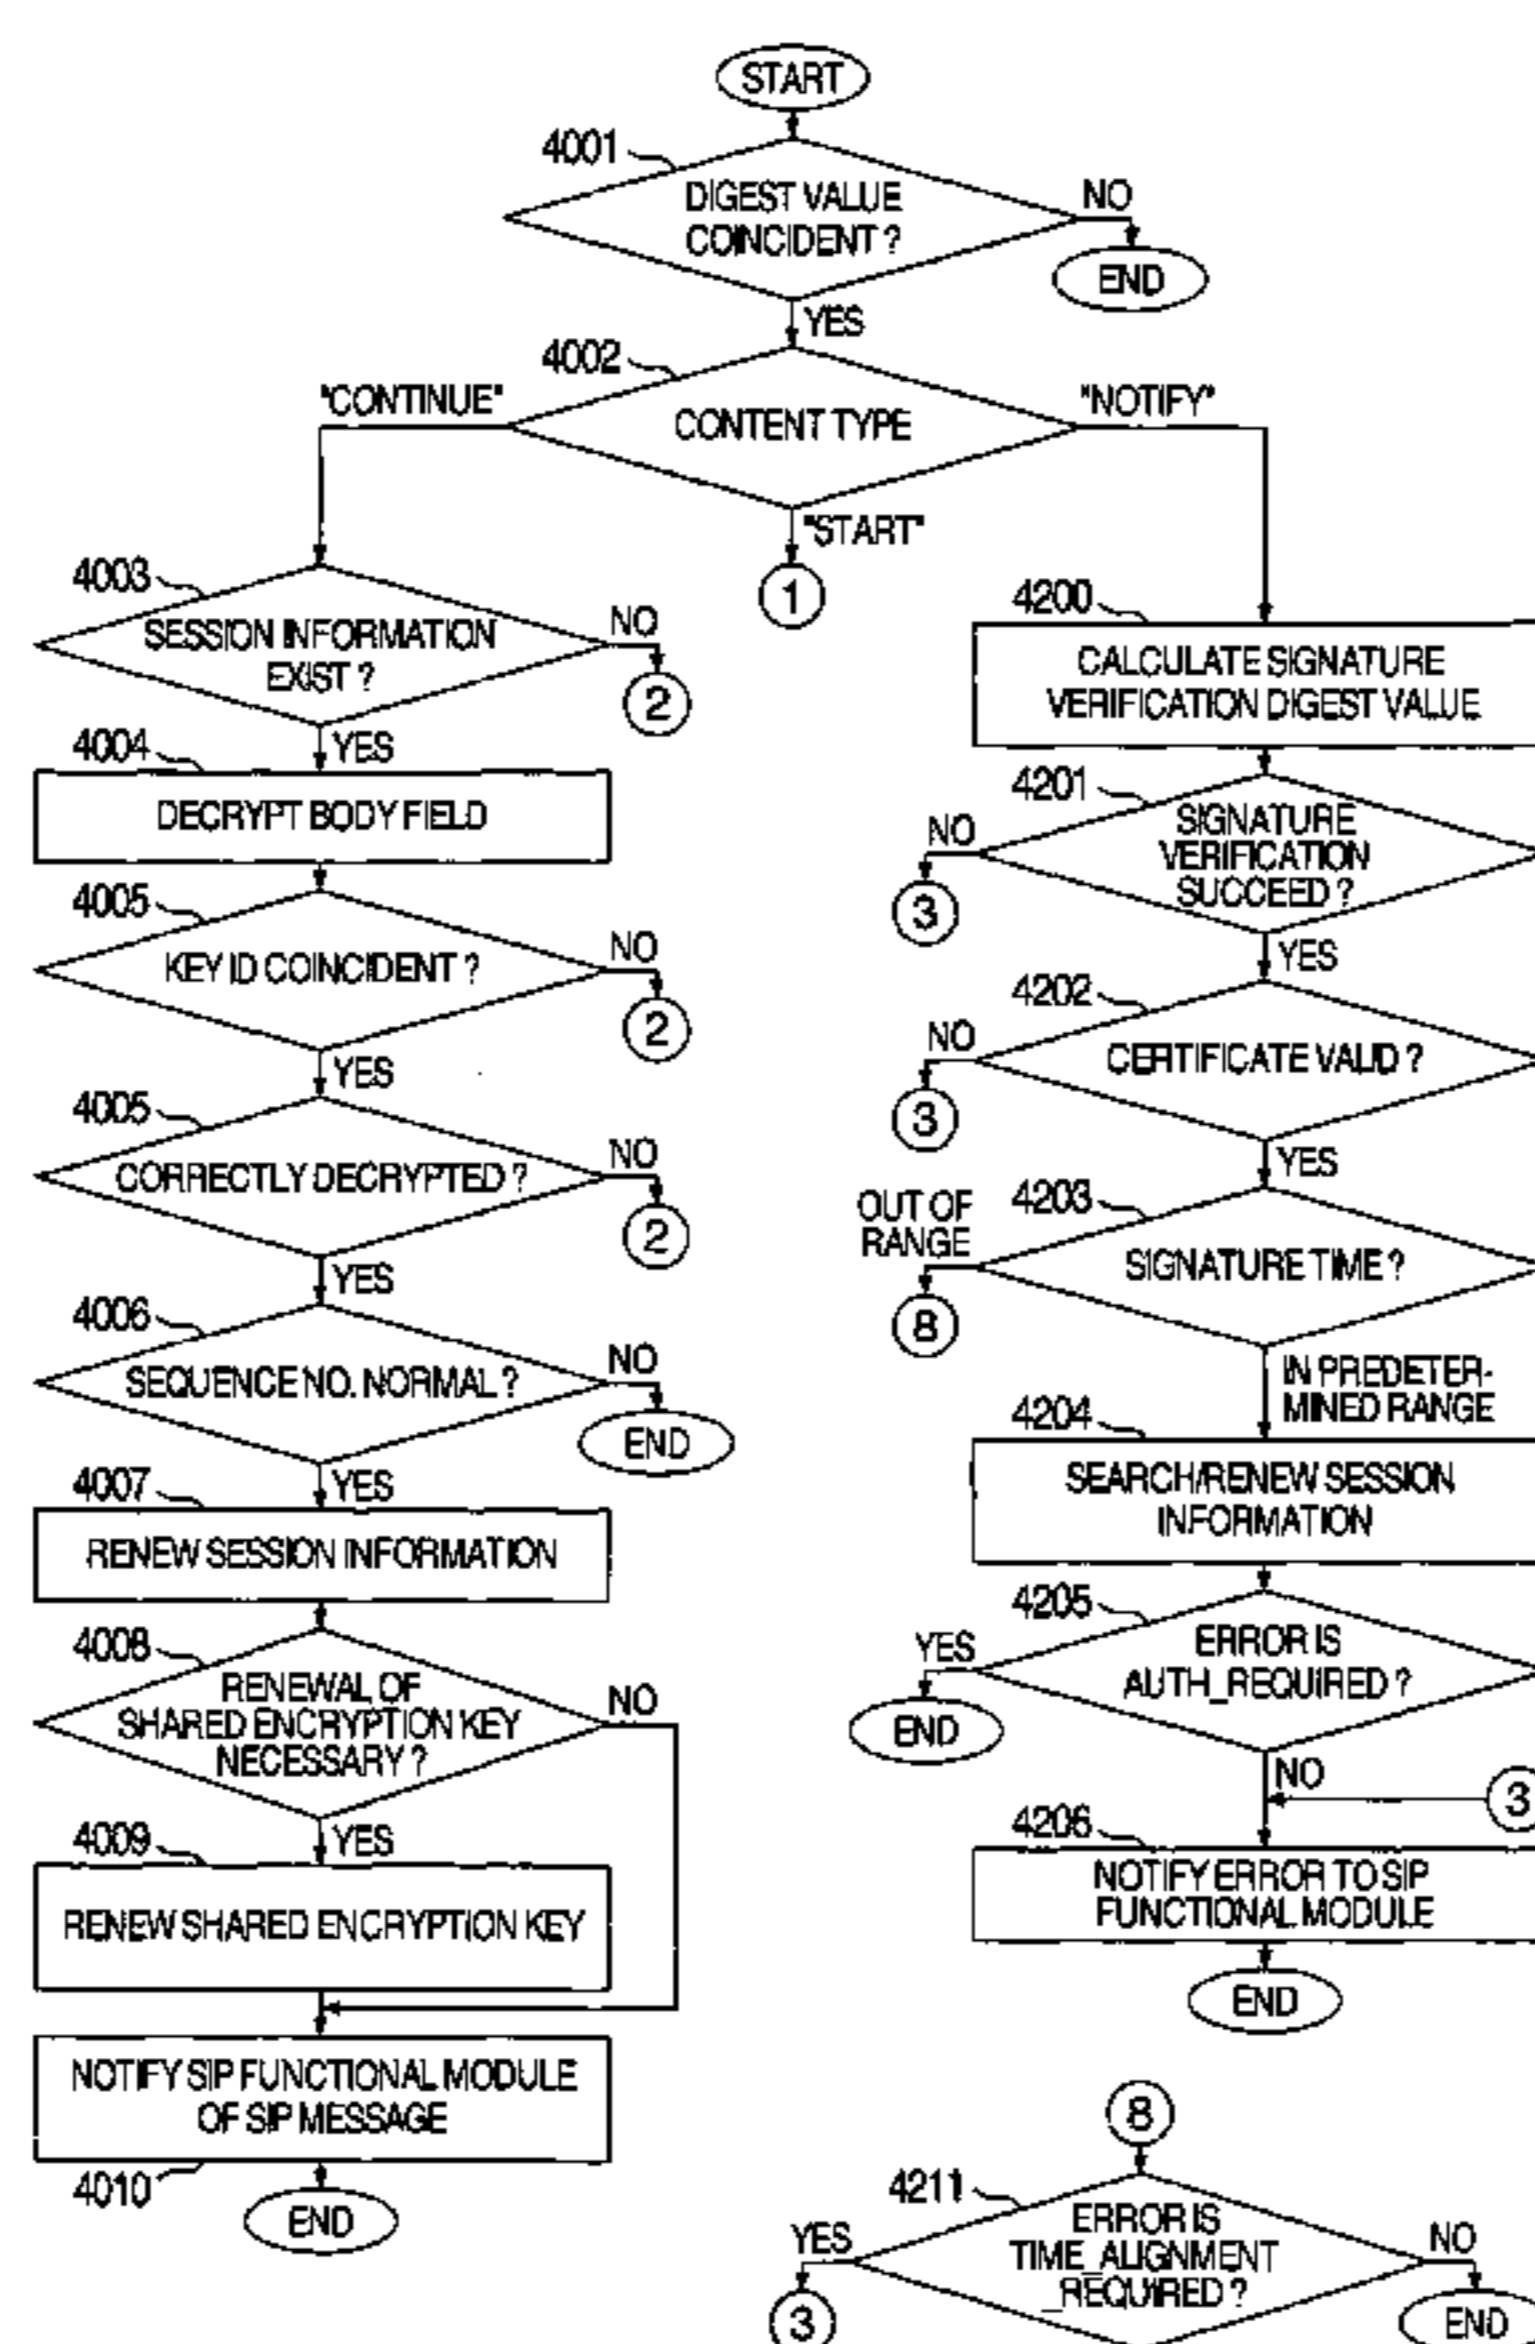 START
4001
DIGEST VALUE
COINCIDENT ?
NO
END
YES
4002
"CONTINUE"
CONTENT TYPE
"NOTIFY"
"START"
1
4003
SESSION INFORMATION
EXIST ?
NO
2
YES
4004
DECRYPT BODY FIELD
4005
KEY ID COINCIDENT ?
NO
2
YES
4005
CORRECTLY DECRYPTED ?
NO
2
YES
4006
SEQUENCE NO. NORMAL ?
NO
END
YES
4007
RENEW SESSION INFORMATION
4008
RENEWAL OF
SHARED ENCRYPTION KEY
NECESSARY ?
NO
YES
4009
RENEW SHARED ENCRYPTION KEY
NOTIFY SIP FUNCTIONAL MODULE
OF SIP MESSAGE
4010
END
4200
CALCULATE SIGNATURE
VERIFICATION DIGEST VALUE
4201
SIGNATURE
VERIFICATION
SUCCEED ?
NO
3
YES
4202
CERTIFICATE VALID ?
NO
3
YES
4203
OUT OF
RANGE
SIGNATURE TIME ?
8
IN PREDETER-
MINED RANGE
4204
SEARCH/RENEW SESSION
INFORMATION
4205
ERROR IS
AUTH_REQUIRED ?
YES
END
NO
3
4206
NOTIFY ERROR TO SIP
FUNCTIONAL MODULE
END
8
4211
ERROR IS
TIME_ALIGNMENT
_REQUIRED ?
YES
3
NO
END